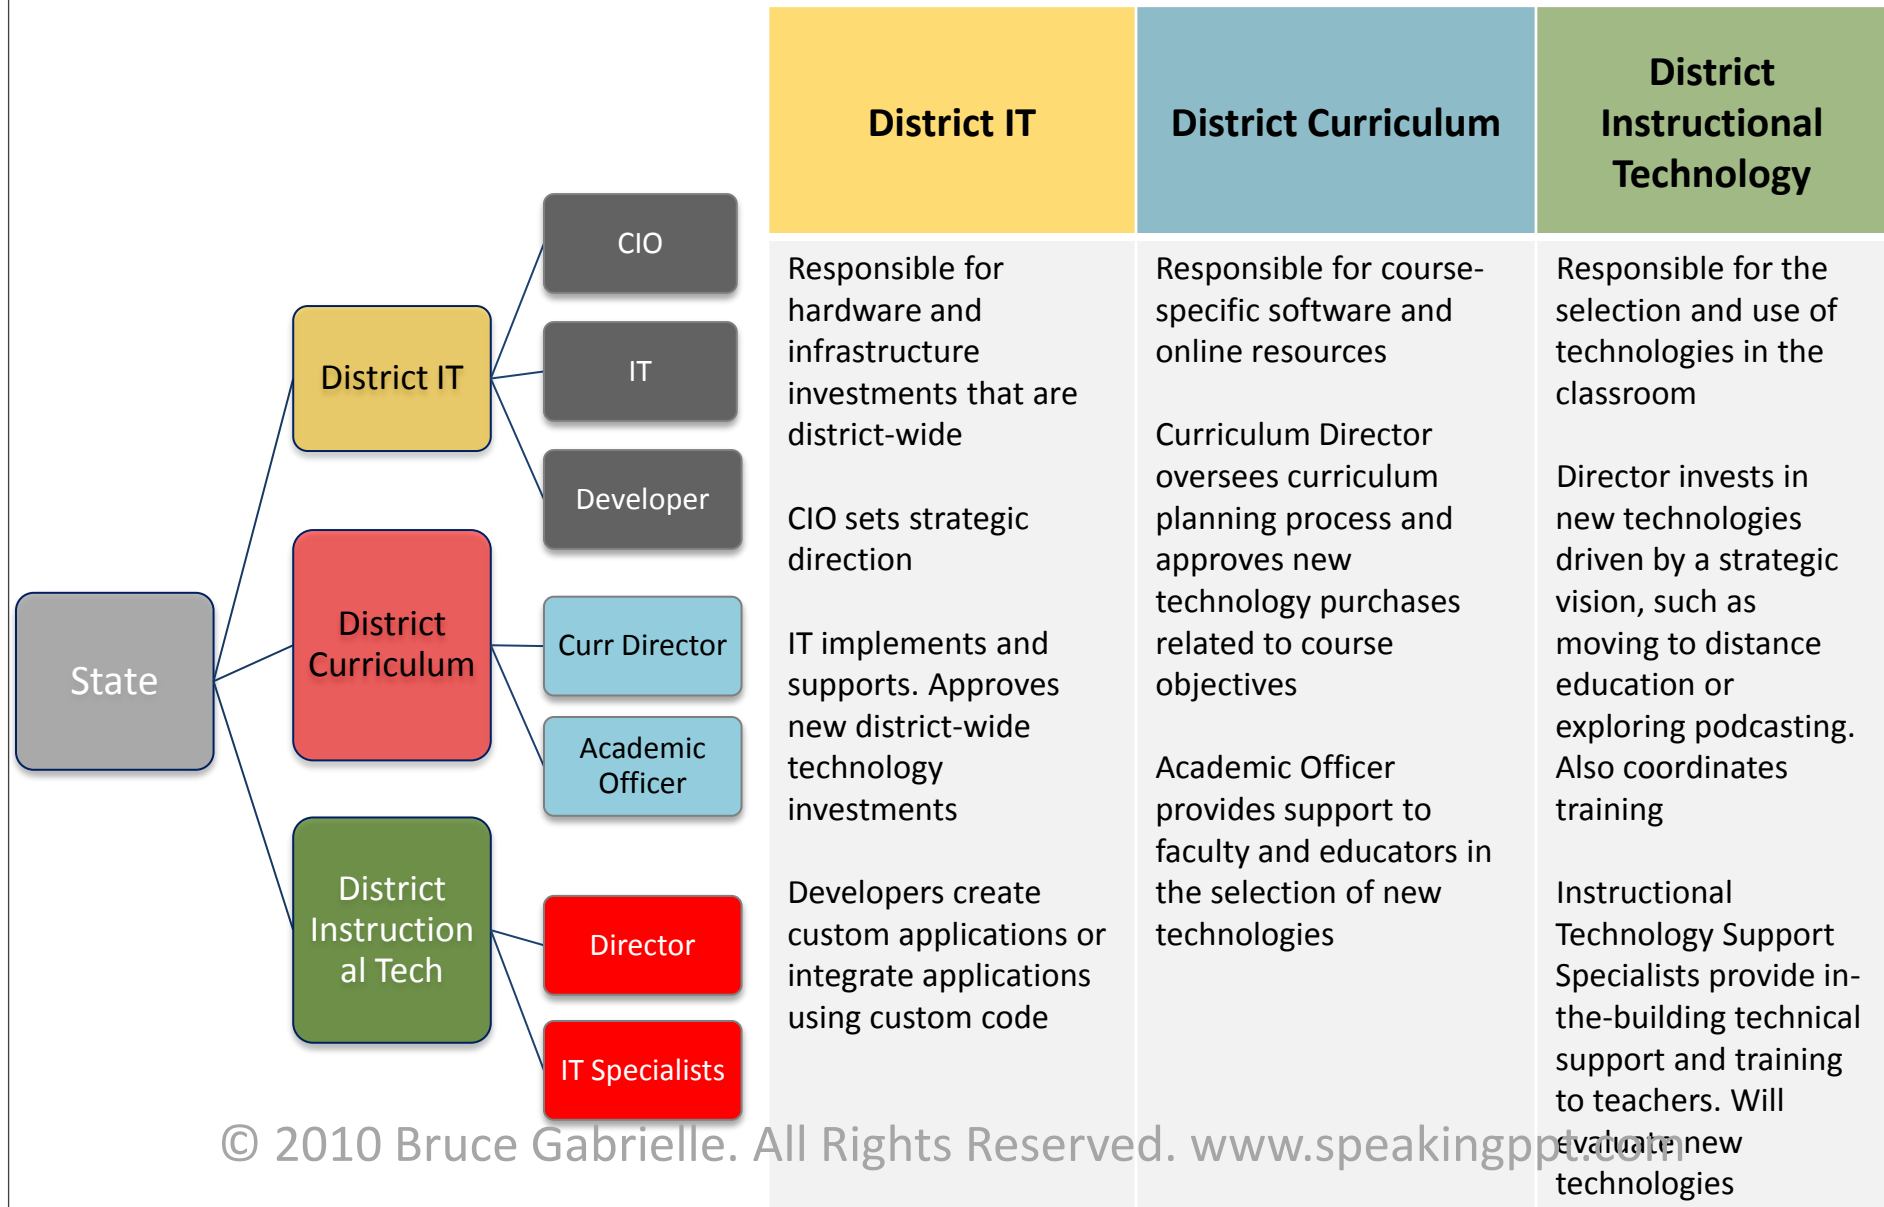 State
District IT
District
Curriculum
District
Instruction
al Tech
CIO
IT
Developer
Curr Director
Academic
Officer
Director
IT Specialists
District IT
Responsible for
hardware and
infrastructure
investments that are
district-wide
CIO sets strategic
direction
IT implements and
supports. Approves
new district-wide
technology
investments
Developers create
custom applications or
integrate applications
using custom code
District Curriculum
Responsible for course-
specific software and
online resources
Curriculum Director
oversees curriculum
planning process and
approves new
technology purchases
related to course
objectives
Academic Officer
provides support to
faculty and educators in
the selection of new
technologies
District
Instructional
Technology
Responsible for the
selection and use of
technologies in the
classroom
Director invests in
new technologies
driven by a strategic
vision, such as
moving to distance
education or
exploring podcasting.
Also coordinates
training
Instructional
Technology Support
Specialists provide in-
the-building technical
support and training
to teachers. Will
evaluate new
technologies
© 2010 Bruce Gabrielle. All Rights Reserved. www.speakingppt.com